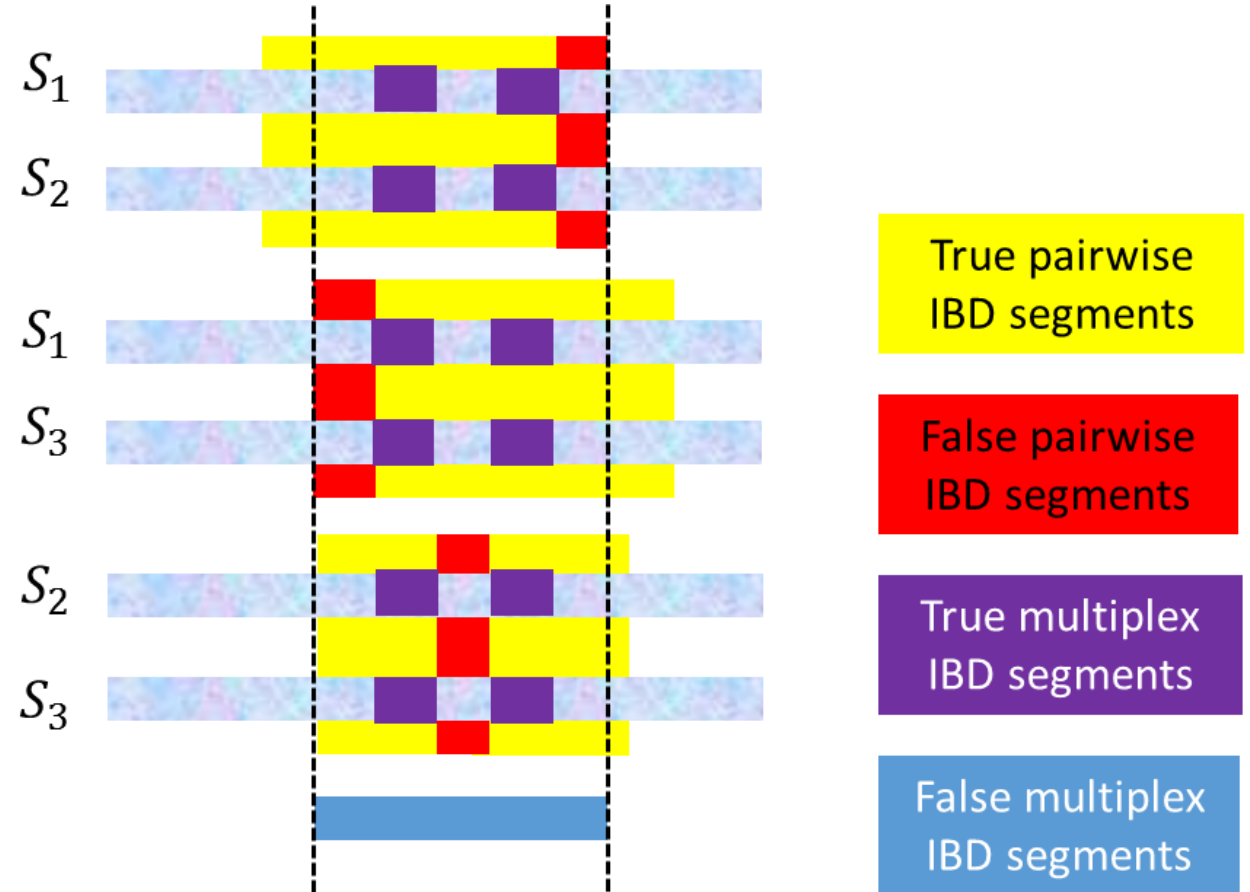 S₁
S₂
S₁
S₃
S₂
S₃
True pairwise
IBD segments
False pairwise
IBD segments
True multiplex
IBD segments
False multiplex
IBD segments